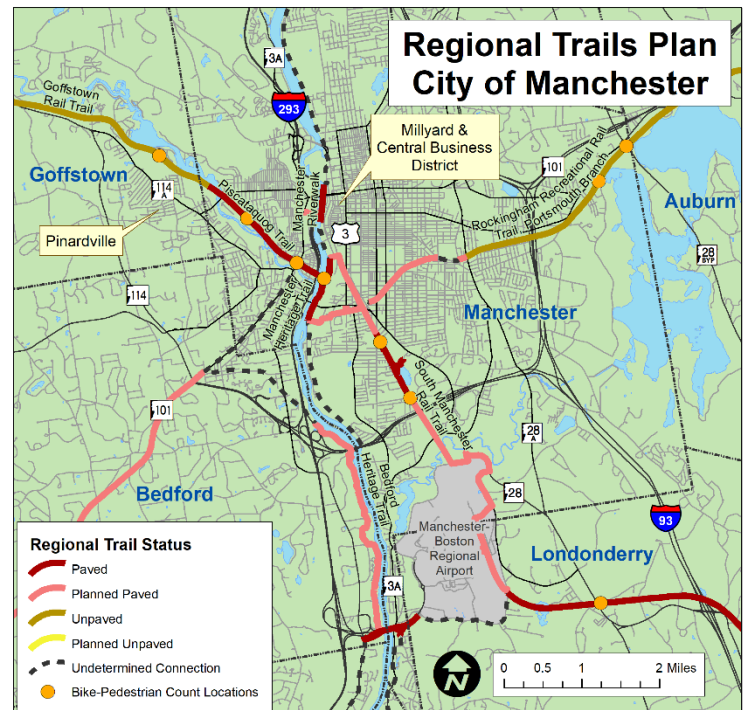 Regional Trails Plan
City of Manchester
3A
Goffstown
Rail Trail
293
Millyard &
Central Business
District
Goffstown
114
A
Piscataquog Trail
Manchester
Riverwalk
101
Rockingham Recreational Rail
Trail Portsmouth Branch
Auburn
Pinardville
3
28
BYP
114
Manchester
Heritage Trail
Manchester
South Manchester
Rail Trail
101
28
A
Bedford
Bedford
Heritage Trail
28
93
Manchester-
Boston
Regional
Airport
Londonderry
3A
Regional Trail Status
Paved
Planned Paved
Unpaved
Planned Unpaved
Undetermined Connection
Bike-Pedestrian Count Locations
N
0 0.5 1 2 Miles